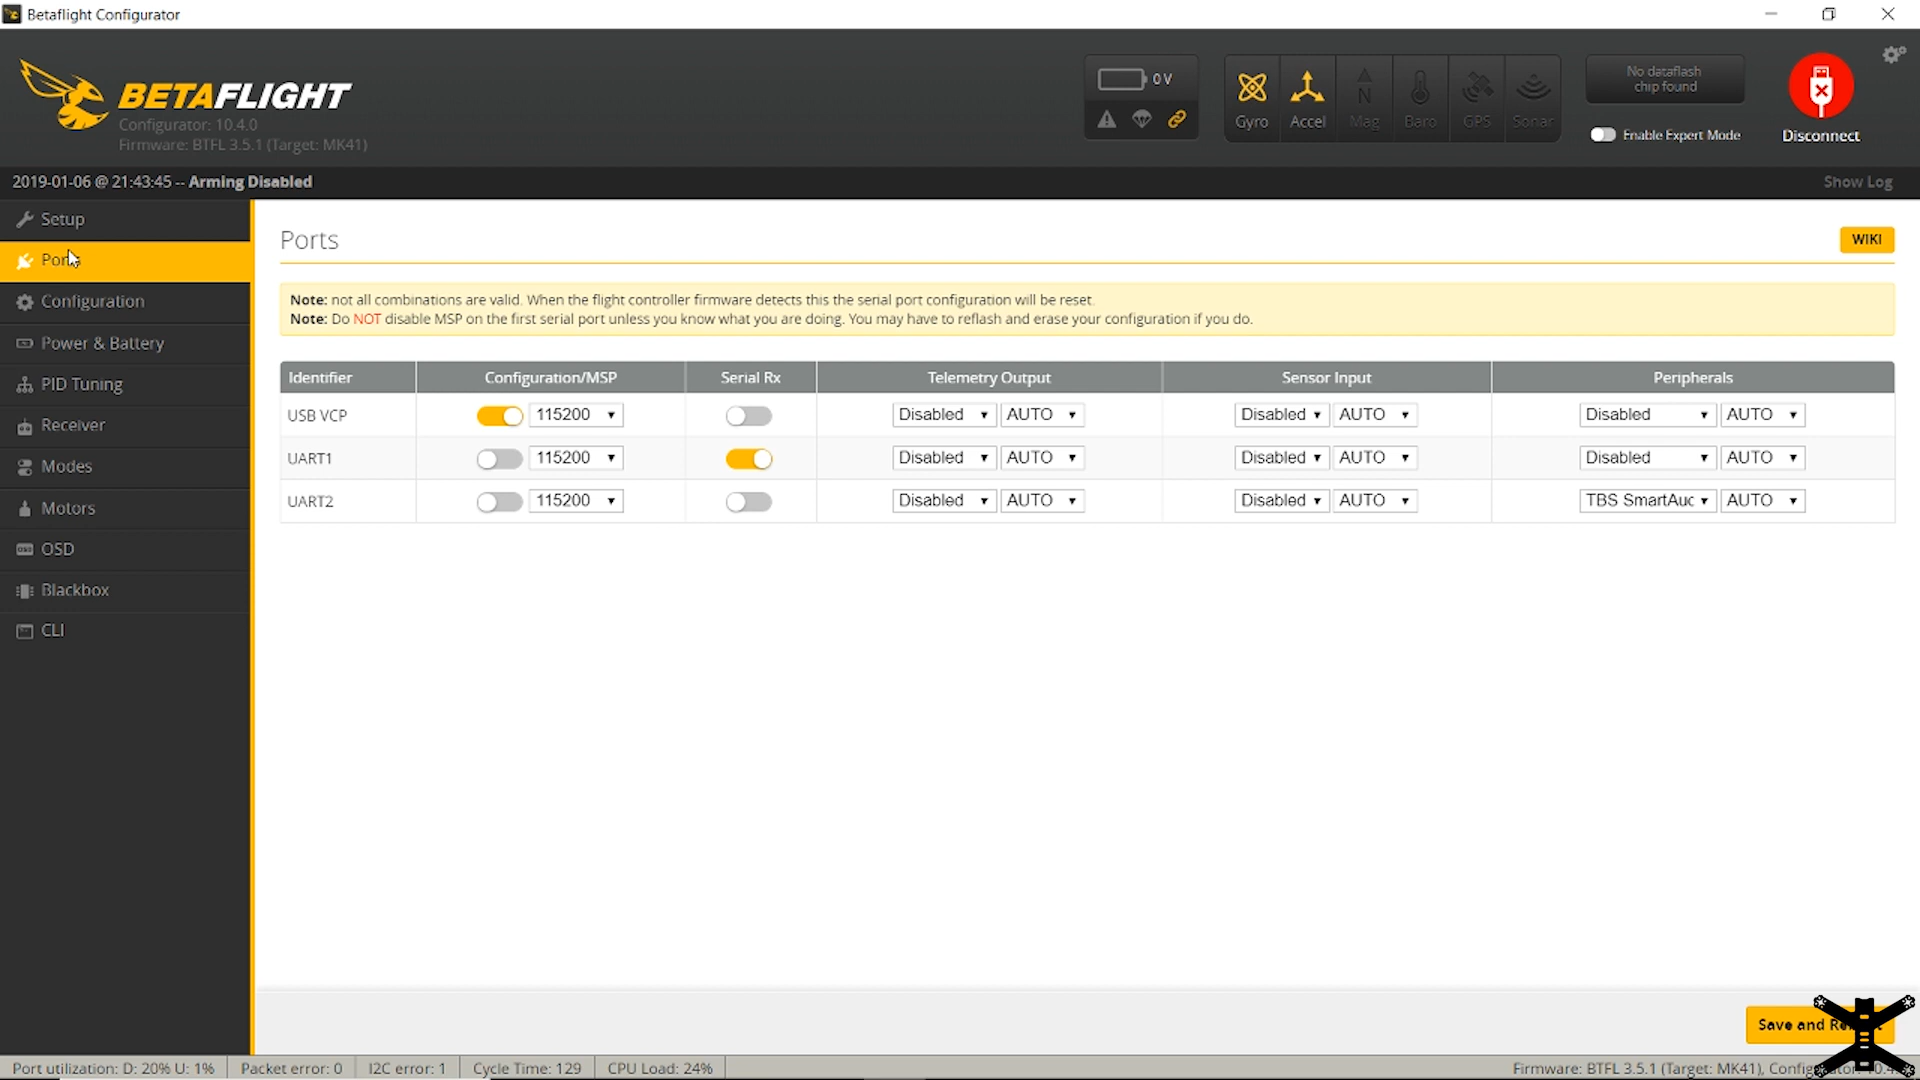 Betaflight Configurator
BETAFLIGHT
Configurator: 10.4.0
Firmware: BTFL 3.5.1 (Target: MK41)
0 V
Gyro
Accel
Mag
Baro
GPS
Sonar
No dataflash
chip found
Enable Expert Mode
Disconnect
2019-01-06 @ 21:43:45 -- Arming Disabled
Show Log
Setup
Configuration
Power & Battery
PID Tuning
Receiver
Modes
Motors
OSD
Blackbox
CLI
Ports
WIKI
Note: not all combinations are valid. When the flight controller firmware detects this the serial port configuration will be reset.
Note: Do NOT disable MSP on the first serial port unless you know what you are doing. You may have to reflash and erase your configuration if you do.
Identifier Configuration/MSP Serial Rx Telemetry Output Sensor Input Peripherals
USB VCP 115200 Disabled AUTO Disabled AUTO Disabled AUTO
UART1 115200 Disabled AUTO Disabled AUTO Disabled AUTO
UART2 115200 Disabled AUTO Disabled AUTO TBS SmartAuc AUTO
Save and
Port utilization: D: 20% U: 1% Packet error: 0 I2C error: 1 Cycle Time: 129 CPU Load: 24% Firmware: BTFL 3.5.1 (Target: MK41),